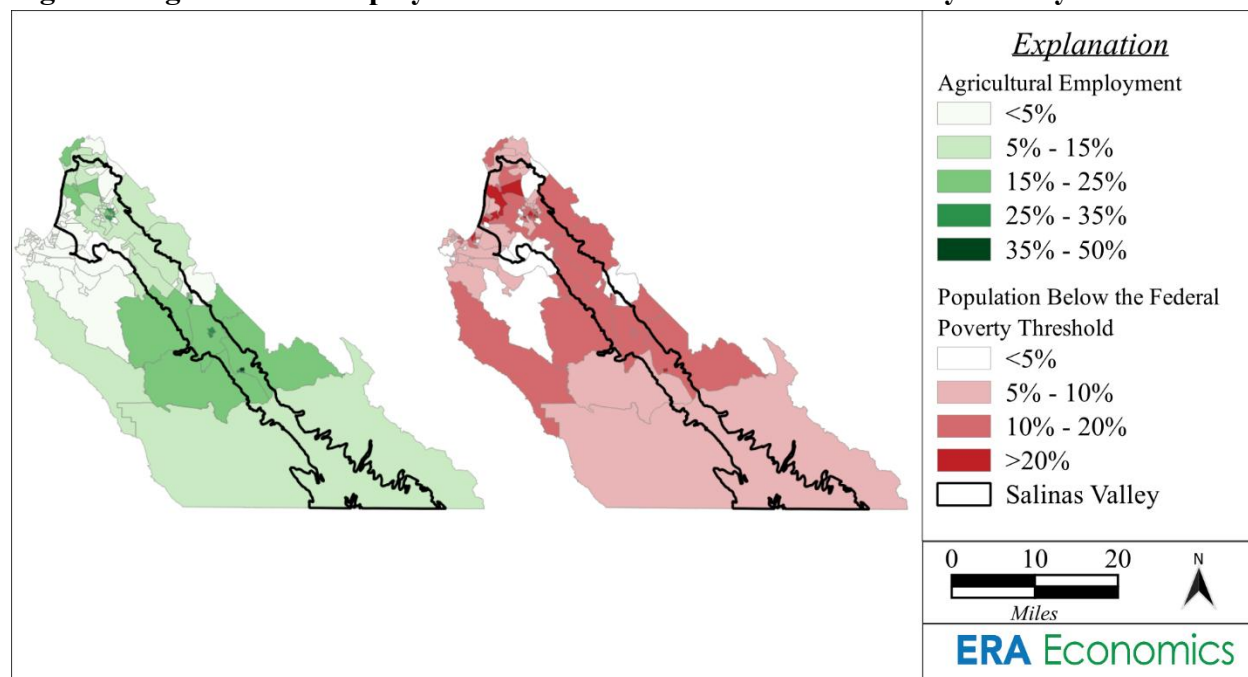 Explanation
Agricultural Employment
<5%
5% - 15%
15% - 25%
25% - 35%
35% - 50%
Population Below the Federal
Poverty Threshold
<5%
5% - 10%
10% - 20%
>20%
Salinas Valley
0 10 20
Miles
N
ERA Economics